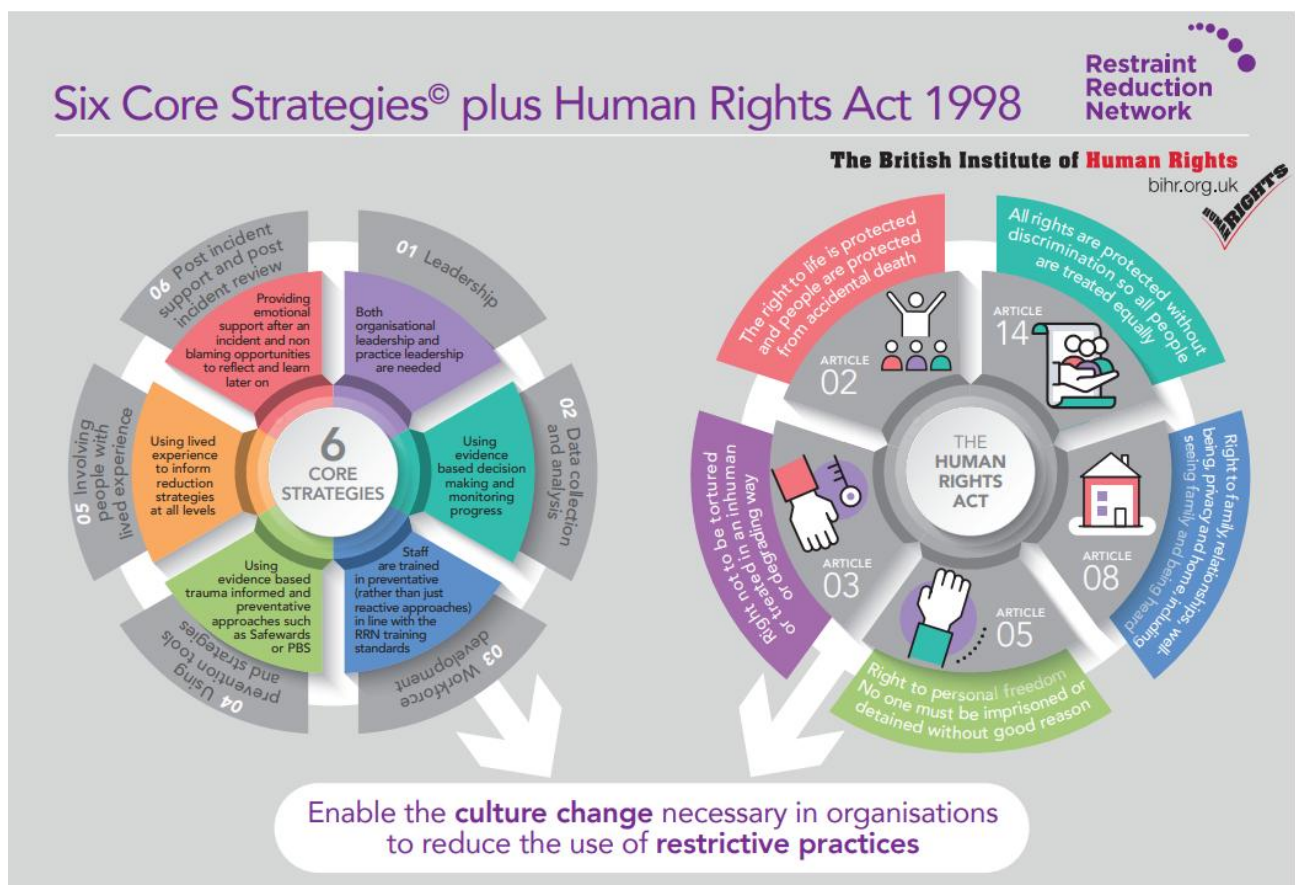 Six Core Strategies© plus Human Rights Act 1998
Restraint
Reduction
Network
The British Institute of Human Rights
bihr.org.uk
HUMAN RIGHTS
01 Leadership
Both
organisational
leadership and
practice leadership
are needed
02 Data collection
and analysis
Using
evidence
based decision
making and
monitoring
progress
03 Workforce
development
Staff
are trained
in preventative
(rather than just
reactive approaches)
in line with the
RRN training
standards
04 Using
prevention tools
and strategies
Using
evidence based
trauma informed and
preventative
approaches such
as Safewards
or PBS
05 Involving
people with
lived experience
Using lived
experience
to inform
reduction
strategies
at all levels
06 Post incident
support and post
incident review
Providing
emotional
support after an
incident and non
blaming opportunities
to reflect and learn
later on
6
CORE
STRATEGIES
The right to life is protected
and people are protected
from accidental death
ARTICLE
02
All rights are protected without
discrimination so all people
are treated equally
ARTICLE
14
Right to family, relationships, well-
being, privacy and home, including
seeing family and being heard
ARTICLE
08
Right to personal freedom
No one must be imprisoned or
detained without good reason
ARTICLE
05
Right not to be tortured
or treated in an inhuman
or degrading way
ARTICLE
03
THE
HUMAN
RIGHTS
ACT
Enable the culture change necessary in organisations
to reduce the use of restrictive practices